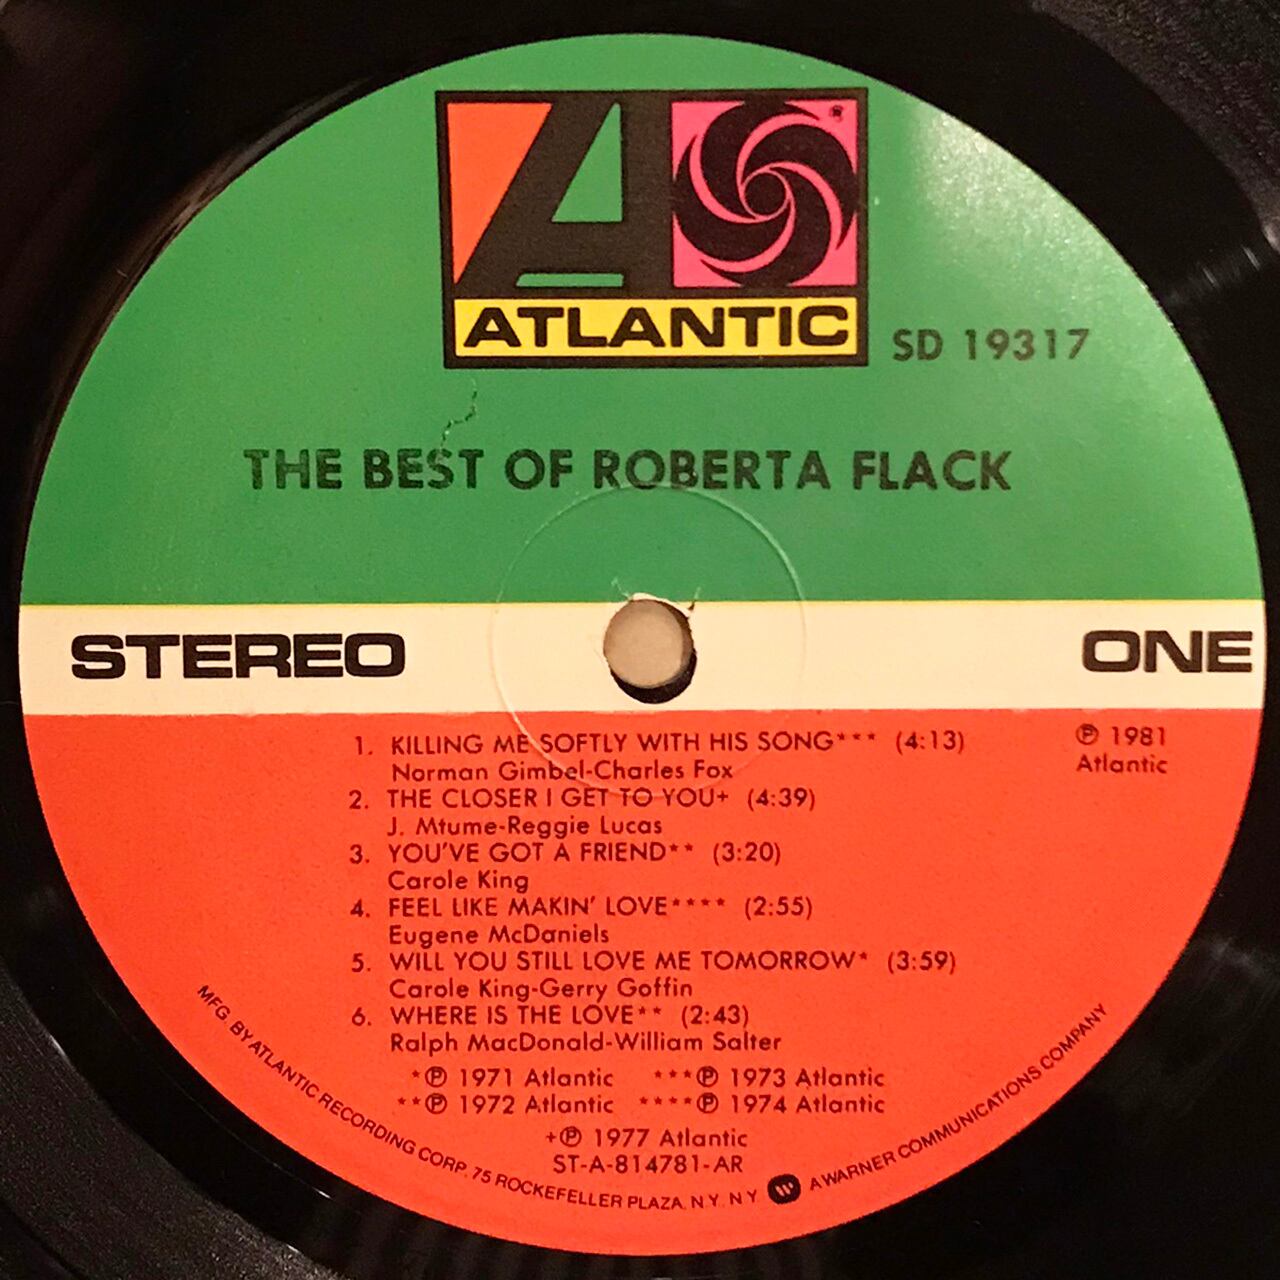 ATLANTIC ®
SD 19317
THE BEST OF ROBERTA FLACK
STEREO
ONE
1. KILLING ME SOFTLY WITH HIS SONG*** (4:13)
Norman Gimbel-Charles Fox
2. THE CLOSER I GET TO YOU+ (4:39)
J. Mtume-Reggie Lucas
3. YOU'VE GOT A FRIEND** (3:20)
Carole King
4. FEEL LIKE MAKIN' LOVE**** (2:55)
Eugene McDaniels
5. WILL YOU STILL LOVE ME TOMORROW* (3:59)
Carole King-Gerry Goffin
6. WHERE IS THE LOVE** (2:43)
Ralph MacDonald-William Salter
℗ 1981
Atlantic
*℗ 1971 Atlantic ***℗ 1973 Atlantic
**℗ 1972 Atlantic ****℗ 1974 Atlantic
+℗ 1977 Atlantic
ST-A-814781-AR
MFG. BY ATLANTIC RECORDING CORP. 75 ROCKEFELLER PLAZA, N.Y. N.Y. A WARNER COMMUNICATIONS COMPANY